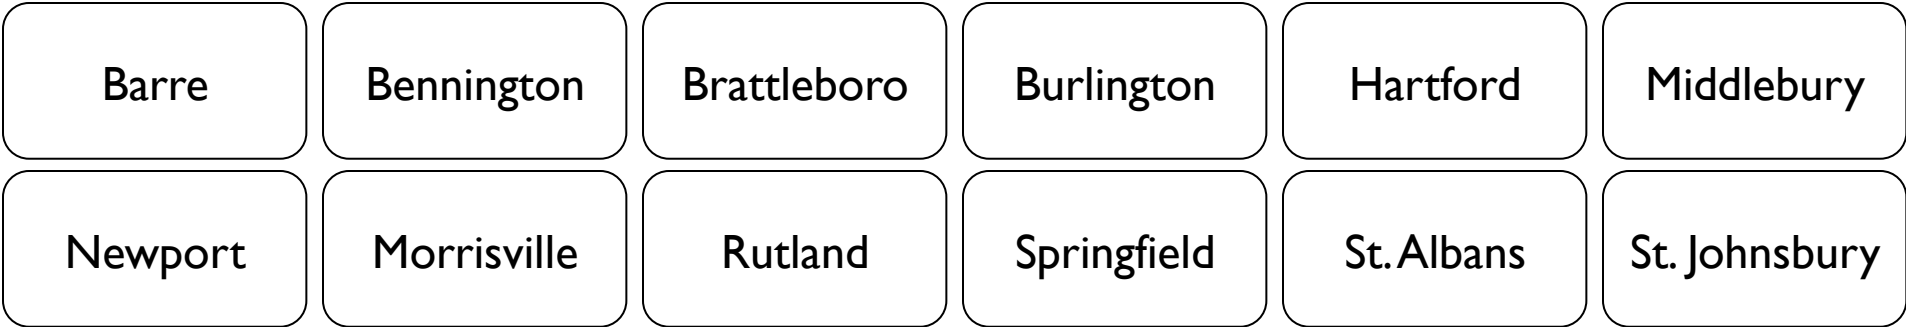 Barre Bennington Brattleboro Burlington Hartford Middlebury
Newport Morrisville Rutland Springfield St. Albans St. Johnsbury